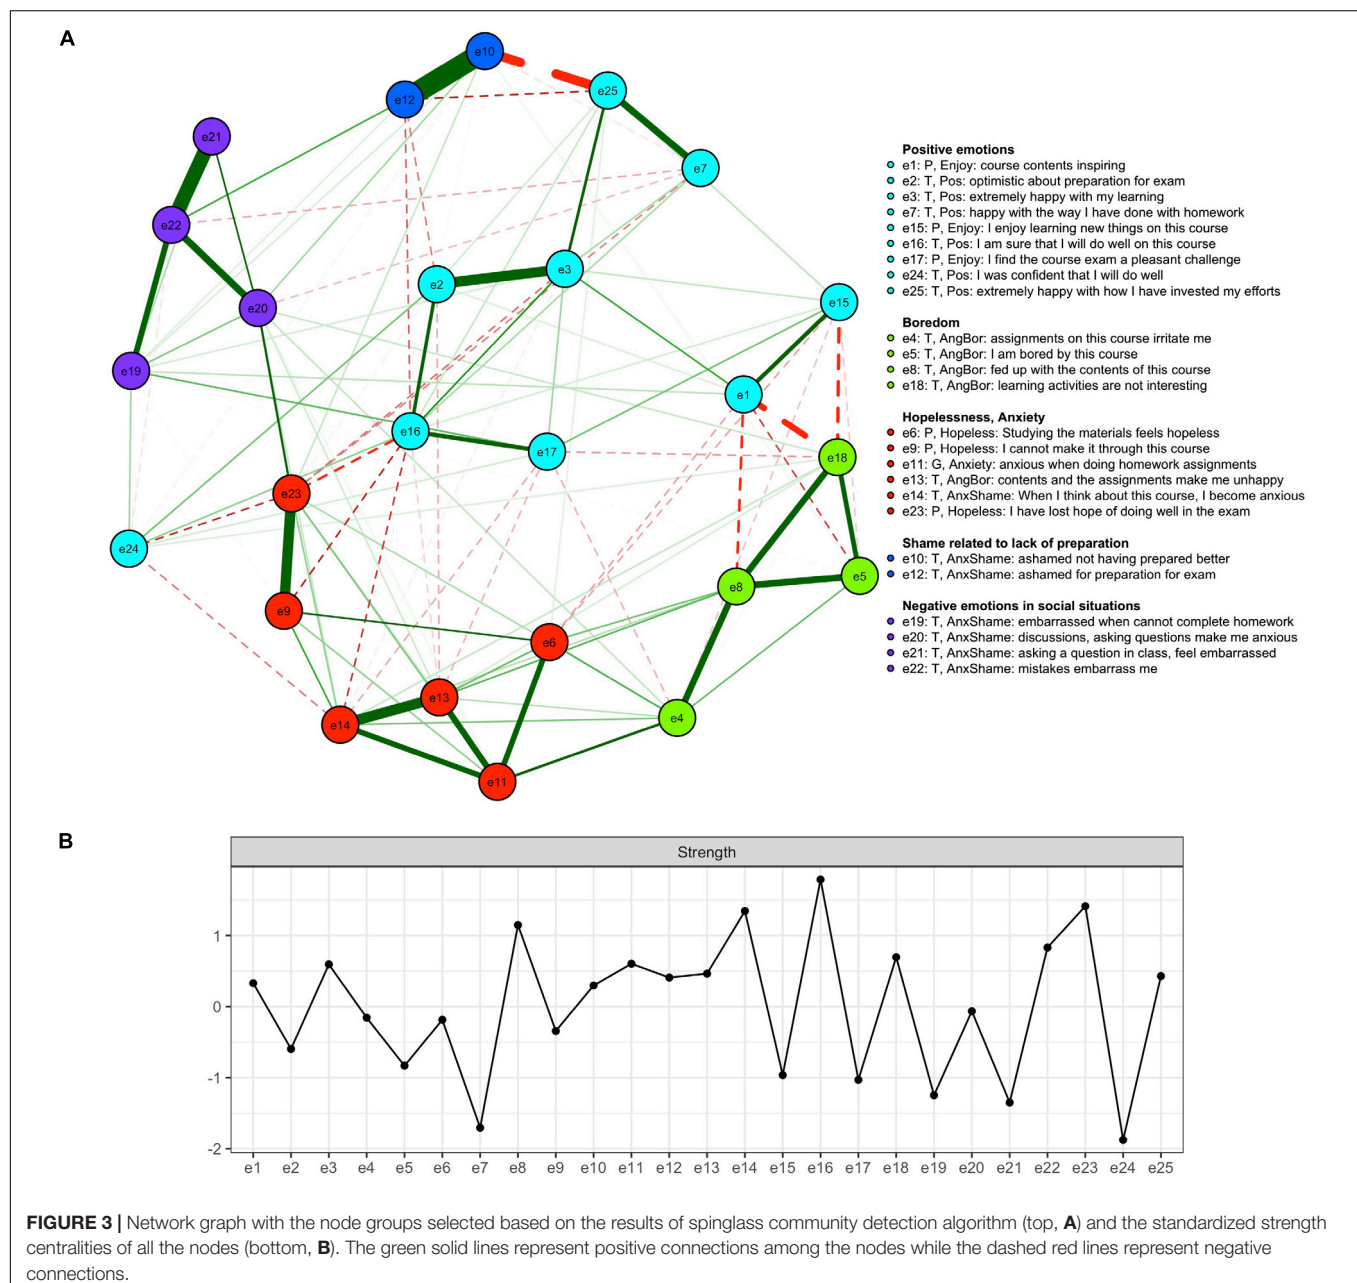 A
e10
e12
e25
e21
e7
e22
e3
e2
e20
e15
e19
e1
e16
e17
e18
e23
e24
e5
e8
e9
e6
e13
e4
e14
e11
Positive emotions
e1: P, Enjoy: course contents inspiring
e2: T, Pos: optimistic about preparation for exam
e3: T, Pos: extremely happy with my learning
e7: T, Pos: happy with the way I have done with homework
e15: P, Enjoy: I enjoy learning new things on this course
e16: T, Pos: I am sure that I will do well on this course
e17: P, Enjoy: I find the course exam a pleasant challenge
e24: T, Pos: I was confident that I will do well
e25: T, Pos: extremely happy with how I have invested my efforts
Boredom
e4: T, AngBor: assignments on this course irritate me
e5: T, AngBor: I am bored by this course
e8: T, AngBor: fed up with the contents of this course
e18: T, AngBor: learning activities are not interesting
Hopelessness, Anxiety
e6: P, Hopeless: Studying the materials feels hopeless
e9: P, Hopeless: I cannot make it through this course
e11: G, Anxiety: anxious when doing homework assignments
e13: T, AngBor: contents and the assignments make me unhappy
e14: T, AnxShame: When I think about this course, I become anxious
e23: P, Hopeless: I have lost hope of doing well in the exam
Shame related to lack of preparation
e10: T, AnxShame: ashamed not having prepared better
e12: T, AnxShame: ashamed for preparation for exam
Negative emotions in social situations
e19: T, AnxShame: embarrassed when cannot complete homework
e20: T, AnxShame: discussions, asking questions make me anxious
e21: T, AnxShame: asking a question in class, feel embarrassed
e22: T, AnxShame: mistakes embarrass me
B
Strength
1
0
-1
-2
e1 e2 e3 e4 e5 e6 e7 e8 e9 e10 e11 e12 e13 e14 e15 e16 e17 e18 e19 e20 e21 e22 e23 e24 e25
FIGURE 3 | Network graph with the node groups selected based on the results of spinglass community detection algorithm (top, A) and the standardized strength
centralities of all the nodes (bottom, B). The green solid lines represent positive connections among the nodes while the dashed red lines represent negative
connections.